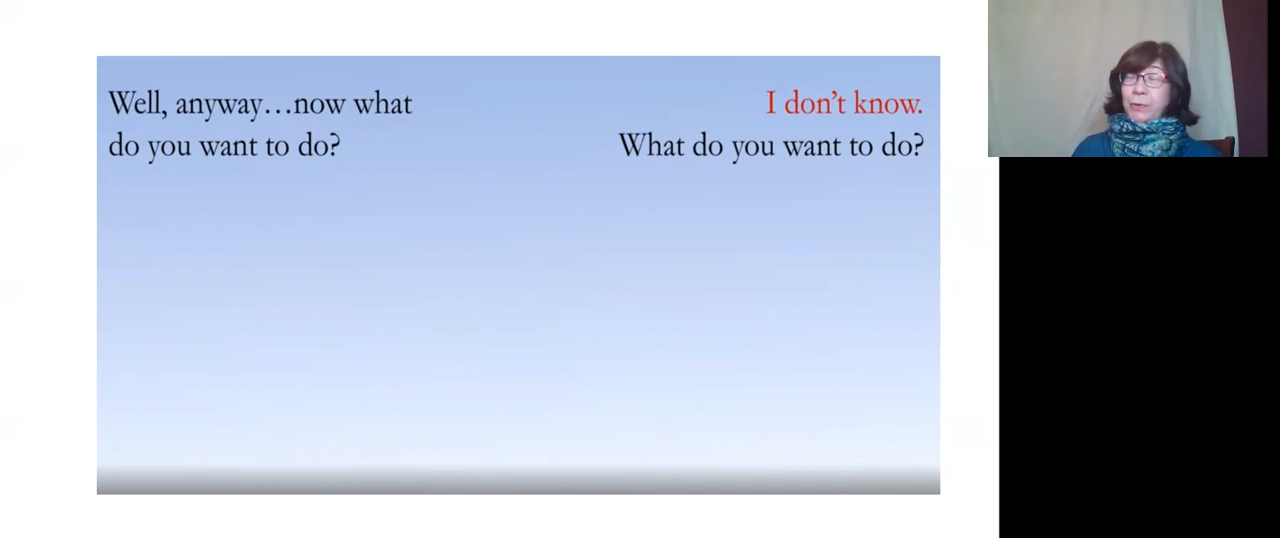 Well, anyway…now what
do you want to do?
I don’t know.
What do you want to do?